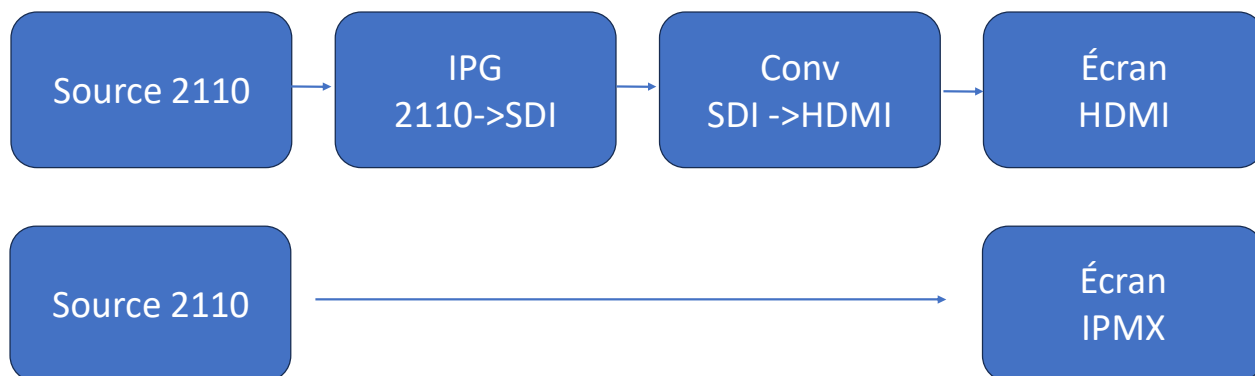 Source 2110
IPG
2110->SDI
Conv
SDI ->HDMI
Écran
HDMI
Source 2110
Écran
IPMX